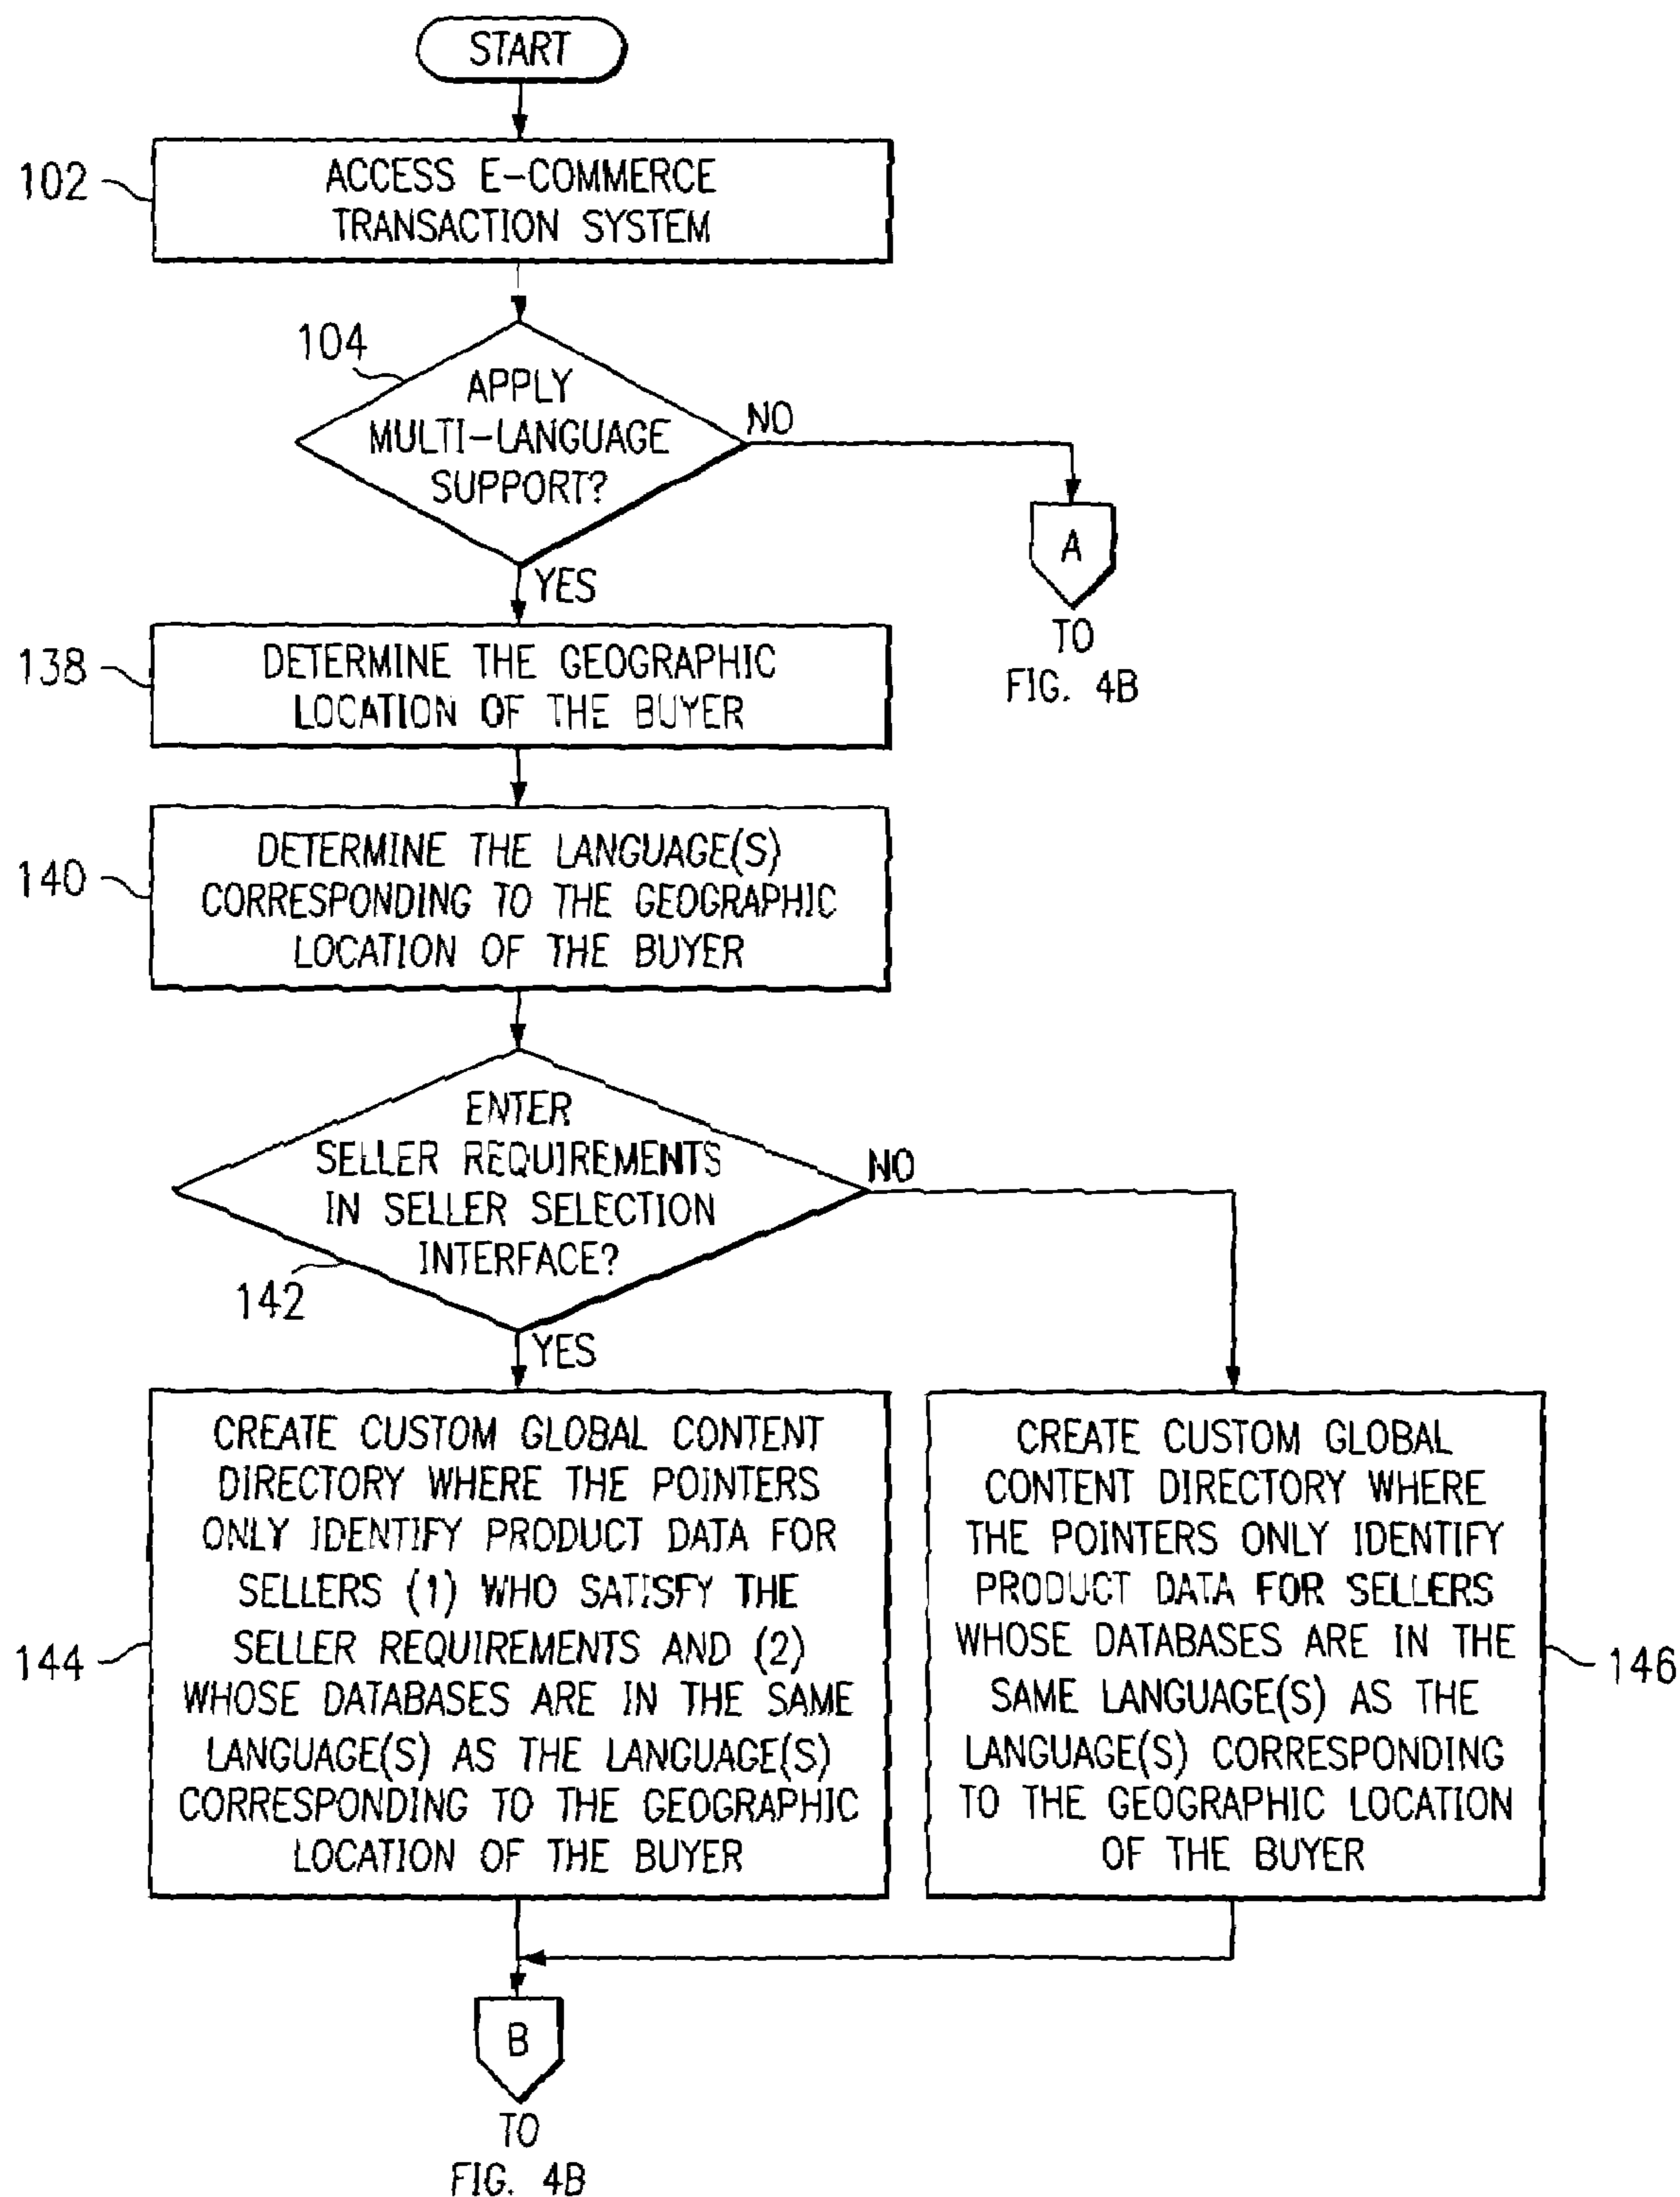 START
102
ACCESS E-COMMERCE
TRANSACTION SYSTEM
104
APPLY
MULTI-LANGUAGE
SUPPORT?
NO
A
TO
FIG. 4B
YES
138
DETERMINE THE GEOGRAPHIC
LOCATION OF THE BUYER
140
DETERMINE THE LANGUAGE(S)
CORRESPONDING TO THE GEOGRAPHIC
LOCATION OF THE BUYER
ENTER
SELLER REQUIREMENTS
IN SELLER SELECTION
INTERFACE?
142
NO
YES
144
CREATE CUSTOM GLOBAL CONTENT
DIRECTORY WHERE THE POINTERS
ONLY IDENTIFY PRODUCT DATA FOR
SELLERS (1) WHO SATISFY THE
SELLER REQUIREMENTS AND (2)
WHOSE DATABASES ARE IN THE SAME
LANGUAGE(S) AS THE LANGUAGE(S)
CORRESPONDING TO THE GEOGRAPHIC
LOCATION OF THE BUYER
CREATE CUSTOM GLOBAL
CONTENT DIRECTORY WHERE
THE POINTERS ONLY IDENTIFY
PRODUCT DATA FOR SELLERS
WHOSE DATABASES ARE IN THE
SAME LANGUAGE(S) AS THE
LANGUAGE(S) CORRESPONDING
TO THE GEOGRAPHIC LOCATION
OF THE BUYER
146
B
TO
FIG. 4B